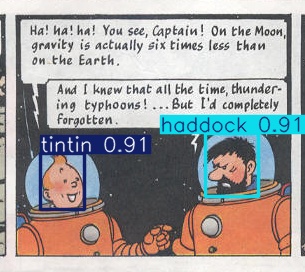 Ha! ha! ha! You see, Captain! On the Moon,
gravity is actually six times less than
on the Earth.
And I knew that all the time, thunder-
ing typhoons! ... But I'd completely
forgotten.
haddock 0.91
tintin 0.91